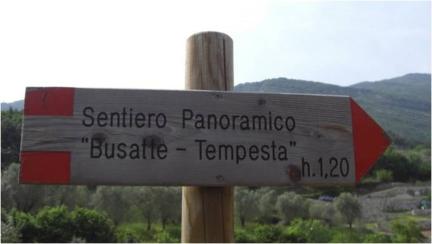 Sentiero Panoramico
"Busatte - Tempesta"
h.1,20